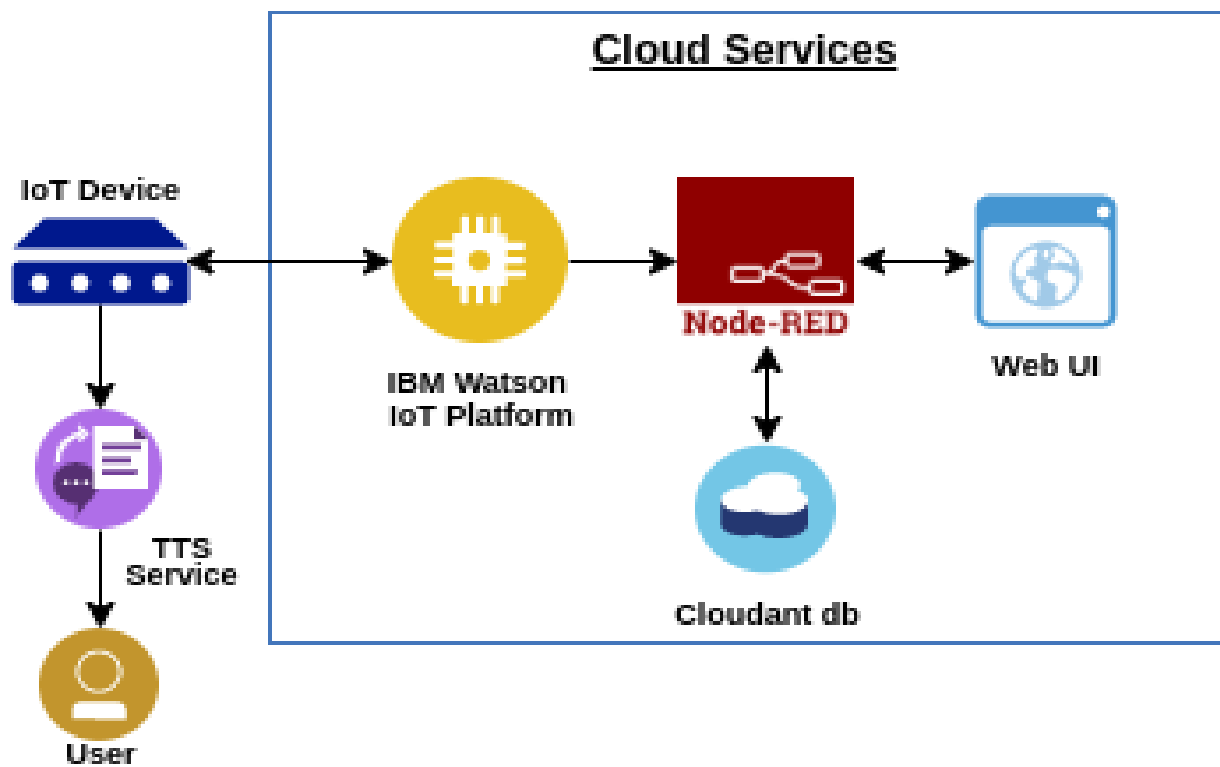 Cloud Services
IoT Device
Node-RED
Web UI
IBM Watson
IoT Platform
TTS
Service
Cloudant db
User